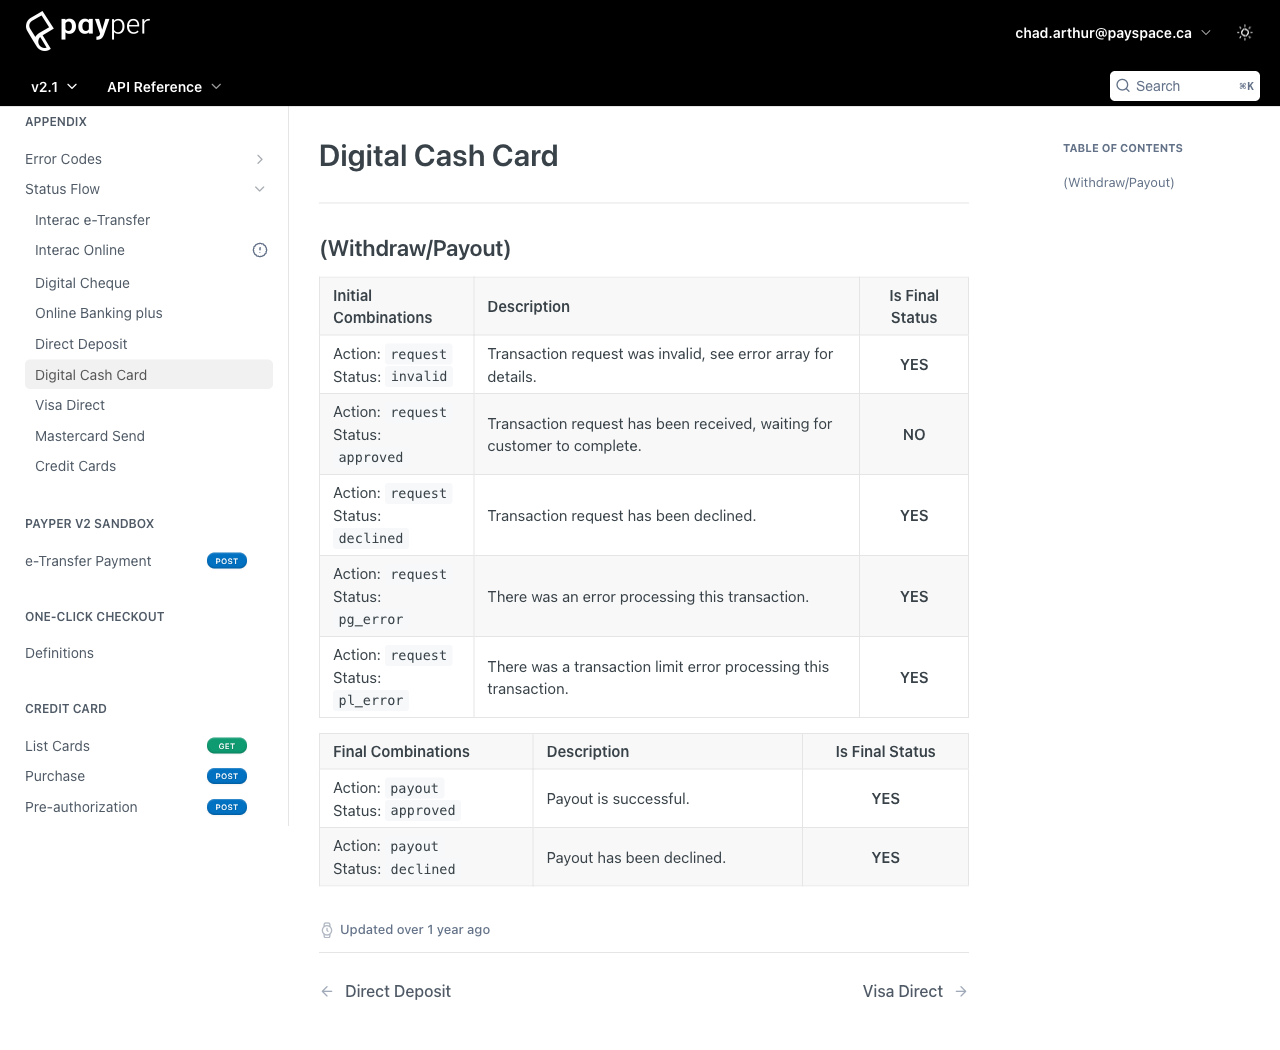 payper
chad.arthur@payspace.ca
v2.1
API Reference
Search
⌘K
APPENDIX
Error Codes
Status Flow
Interac e-Transfer
Interac Online
Digital Cheque
Online Banking plus
Direct Deposit
Digital Cash Card
Visa Direct
Mastercard Send
Credit Cards
PAYPER V2 SANDBOX
e-Transfer Payment POST
ONE-CLICK CHECKOUT
Definitions
CREDIT CARD
List Cards GET
Purchase POST
Pre-authorization POST
Digital Cash Card
(Withdraw/Payout)
Initial
Combinations
Description
Is Final
Status
Action: request
Status: invalid
Transaction request was invalid, see error array for
details.
YES
Action: request
Status:
approved
Transaction request has been received, waiting for
customer to complete.
NO
Action: request
Status:
declined
Transaction request has been declined.
YES
Action: request
Status:
pg_error
There was an error processing this transaction.
YES
Action: request
Status:
pl_error
There was a transaction limit error processing this
transaction.
YES
Final Combinations
Description
Is Final Status
Action: payout
Status: approved
Payout is successful.
YES
Action: payout
Status: declined
Payout has been declined.
YES
Updated over 1 year ago
Direct Deposit
Visa Direct
TABLE OF CONTENTS
(Withdraw/Payout)